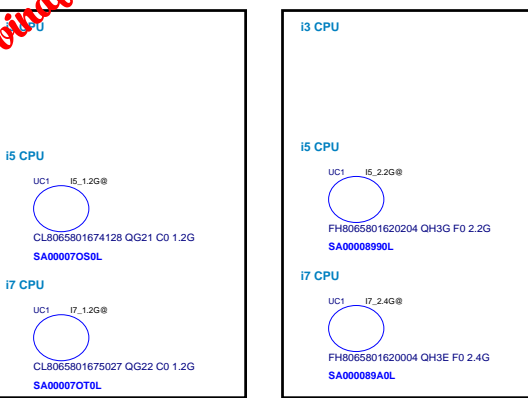 CPU
i5 CPU
UC1 I5_1.2G@
CL8065801674128 QG21 C0 1.2G
SA00007OS0L
i7 CPU
UC1 I7_1.2G@
CL8065801675027 QG22 C0 1.2G
SA00007OT0L
i3 CPU
i5 CPU
UC1 I5_2.2G@
FH8065801620204 QH3G F0 2.2G
SA00008990L
i7 CPU
UC1 I7_2.4G@
FH8065801620004 QH3E F0 2.4G
SA000089A0L